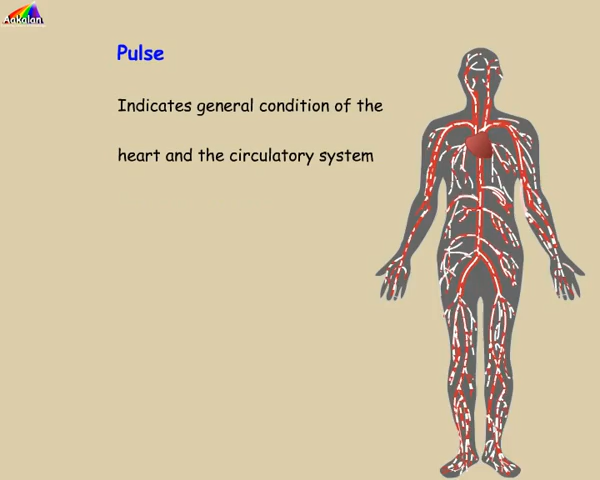 Aakalan
Pulse
Indicates general condition of the
heart and the circulatory system